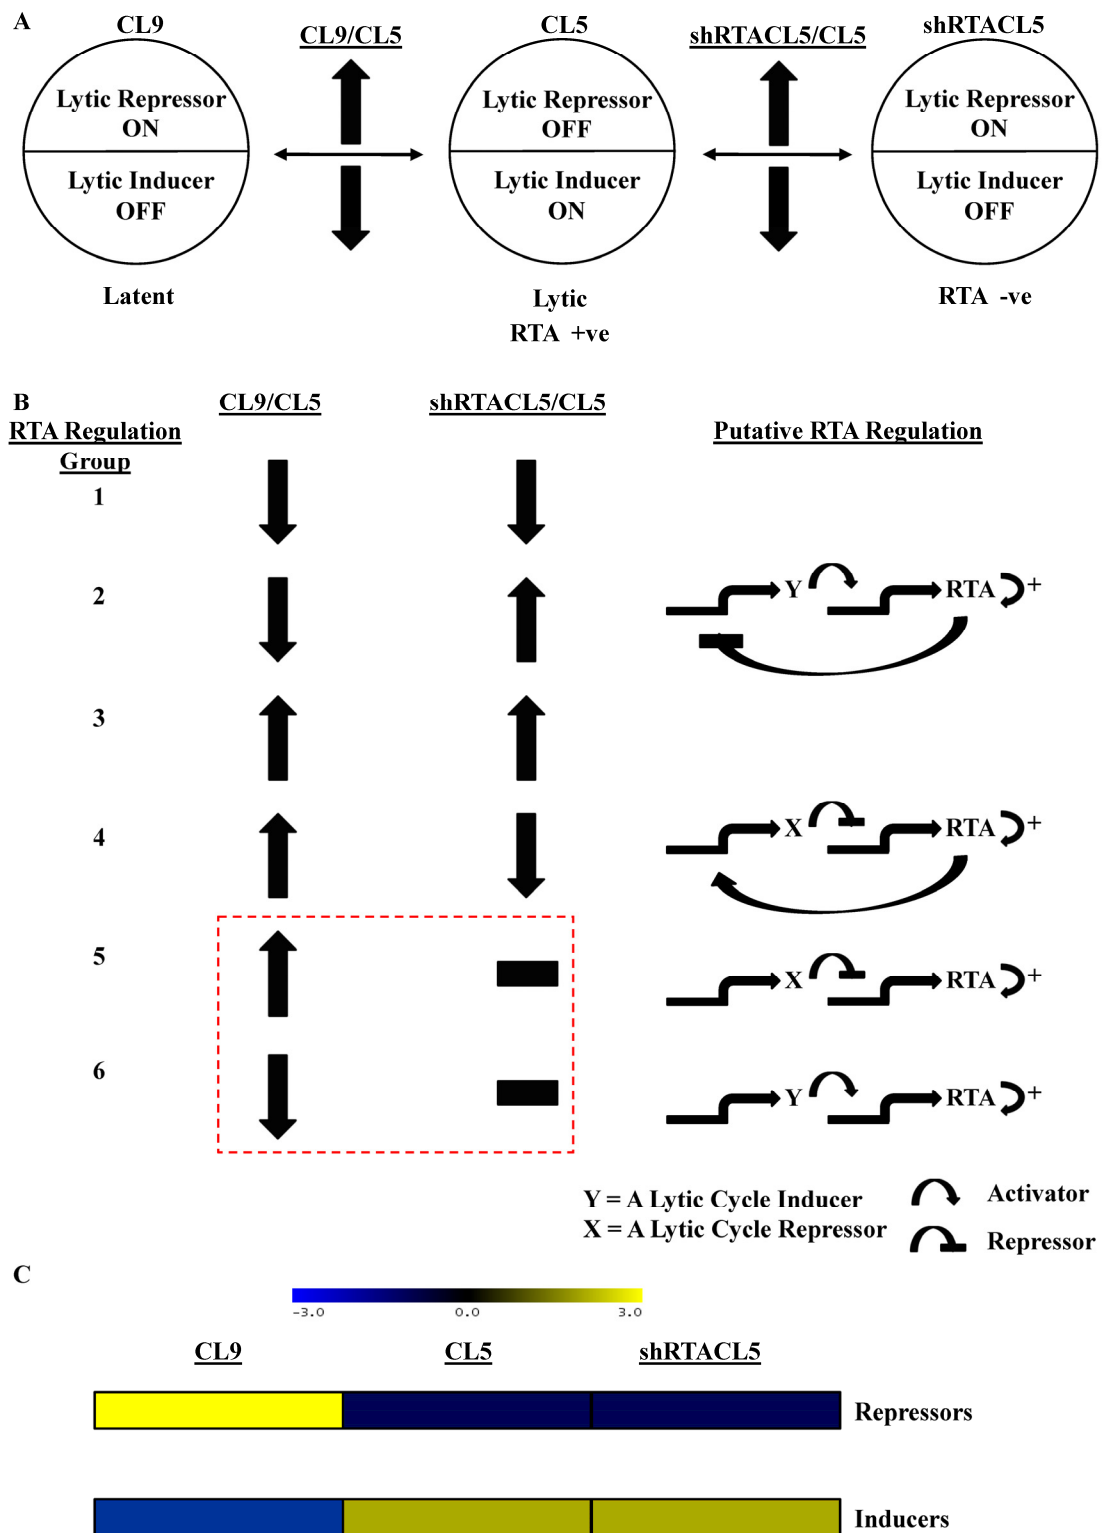 A
CL9
CL9/CL5
CL5
shRTACL5/CL5
shRTACL5
Lytic Repressor
ON
Lytic Inducer
OFF
Lytic Repressor
OFF
Lytic Inducer
ON
Lytic Repressor
ON
Lytic Inducer
OFF
Latent
Lytic
RTA +ve
RTA -ve
B
CL9/CL5
shRTACL5/CL5
RTA Regulation
Group
Putative RTA Regulation
1
2
Y RTA +
3
4
X RTA +
5
X RTA +
6
Y RTA +
Y = A Lytic Cycle Inducer
X = A Lytic Cycle Repressor
Activator
Repressor
C
-3.0 0.0 3.0
CL9 CL5 shRTACL5
Repressors
Inducers